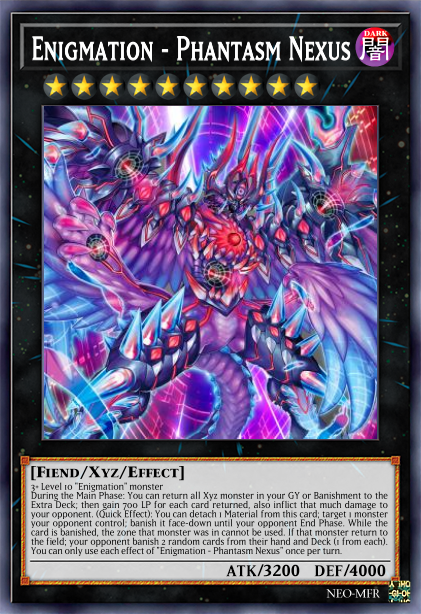 Enigmation - Phantasm Nexus
DARK
闇
[Fiend/Xyz/Effect]
3+ Level 10 "Enigmation" monster
During the Main Phase: You can return all Xyz monster in your GY or Banishment to the
Extra Deck; then gain 700 LP for each card returned, also inflict that much damage to
your opponent. (Quick Effect): You can detach 1 Material from this card; target 1 monster
your opponent control; banish it face-down until your opponent End Phase. While the
card is banished, the zone that monster was in cannot be used. If that monster return to
the field; your opponent banish 2 random cards from their hand and Deck (1 from each).
You can only use each effect of "Enigmation - Phantasm Nexus" once per turn.
ATK/3200 DEF/4000
NEO-MFR